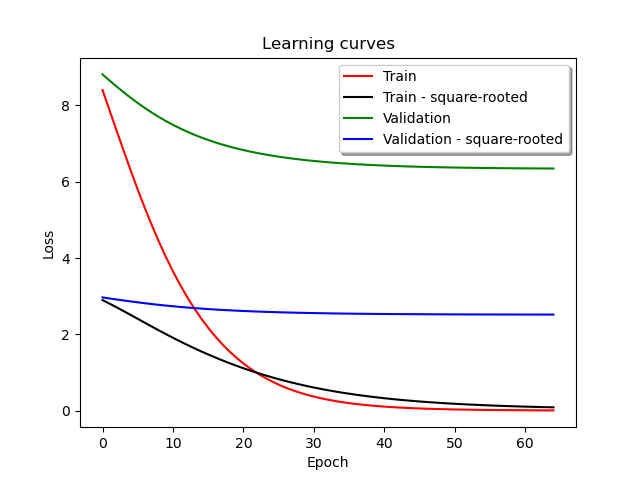 Learning curves
Train
Train - square-rooted
Validation
Validation - square-rooted
8
6
4
2
0
Loss
0 10 20 30 40 50 60
Epoch